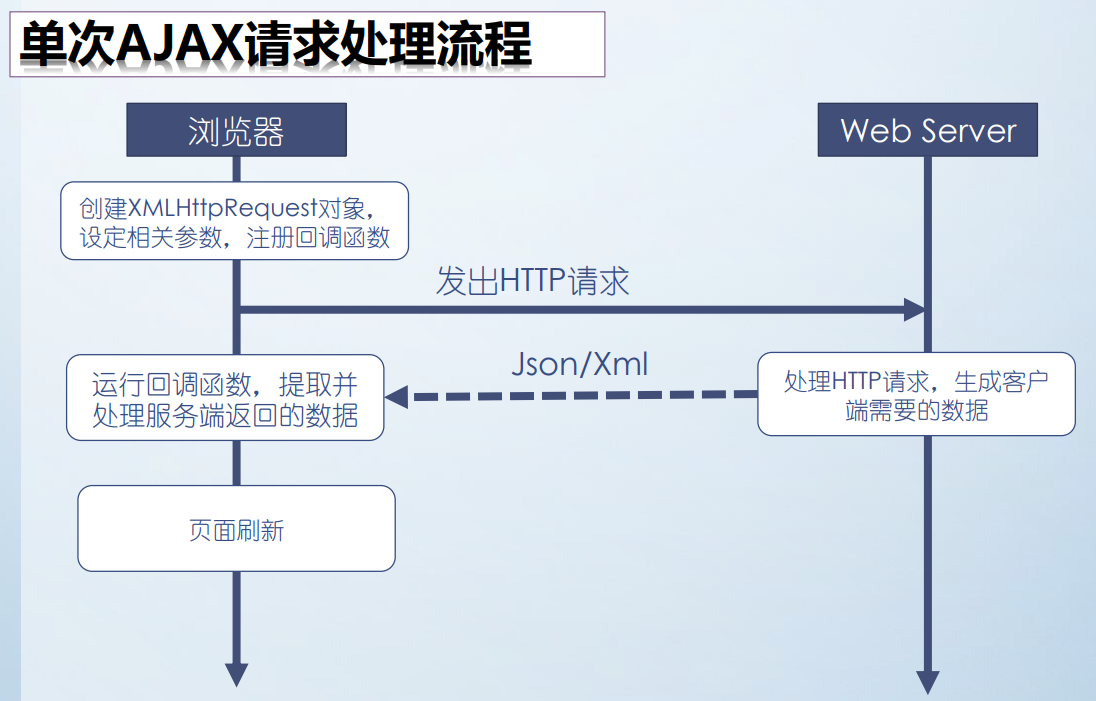 单次AJAX请求处理流程
浏览器
Web Server
创建XMLHttpRequest对象，
设定相关参数，注册回调函数
发出HTTP请求
Json/Xml
运行回调函数，提取并
处理服务端返回的数据
处理HTTP请求，生成客户
端需要的数据
页面刷新